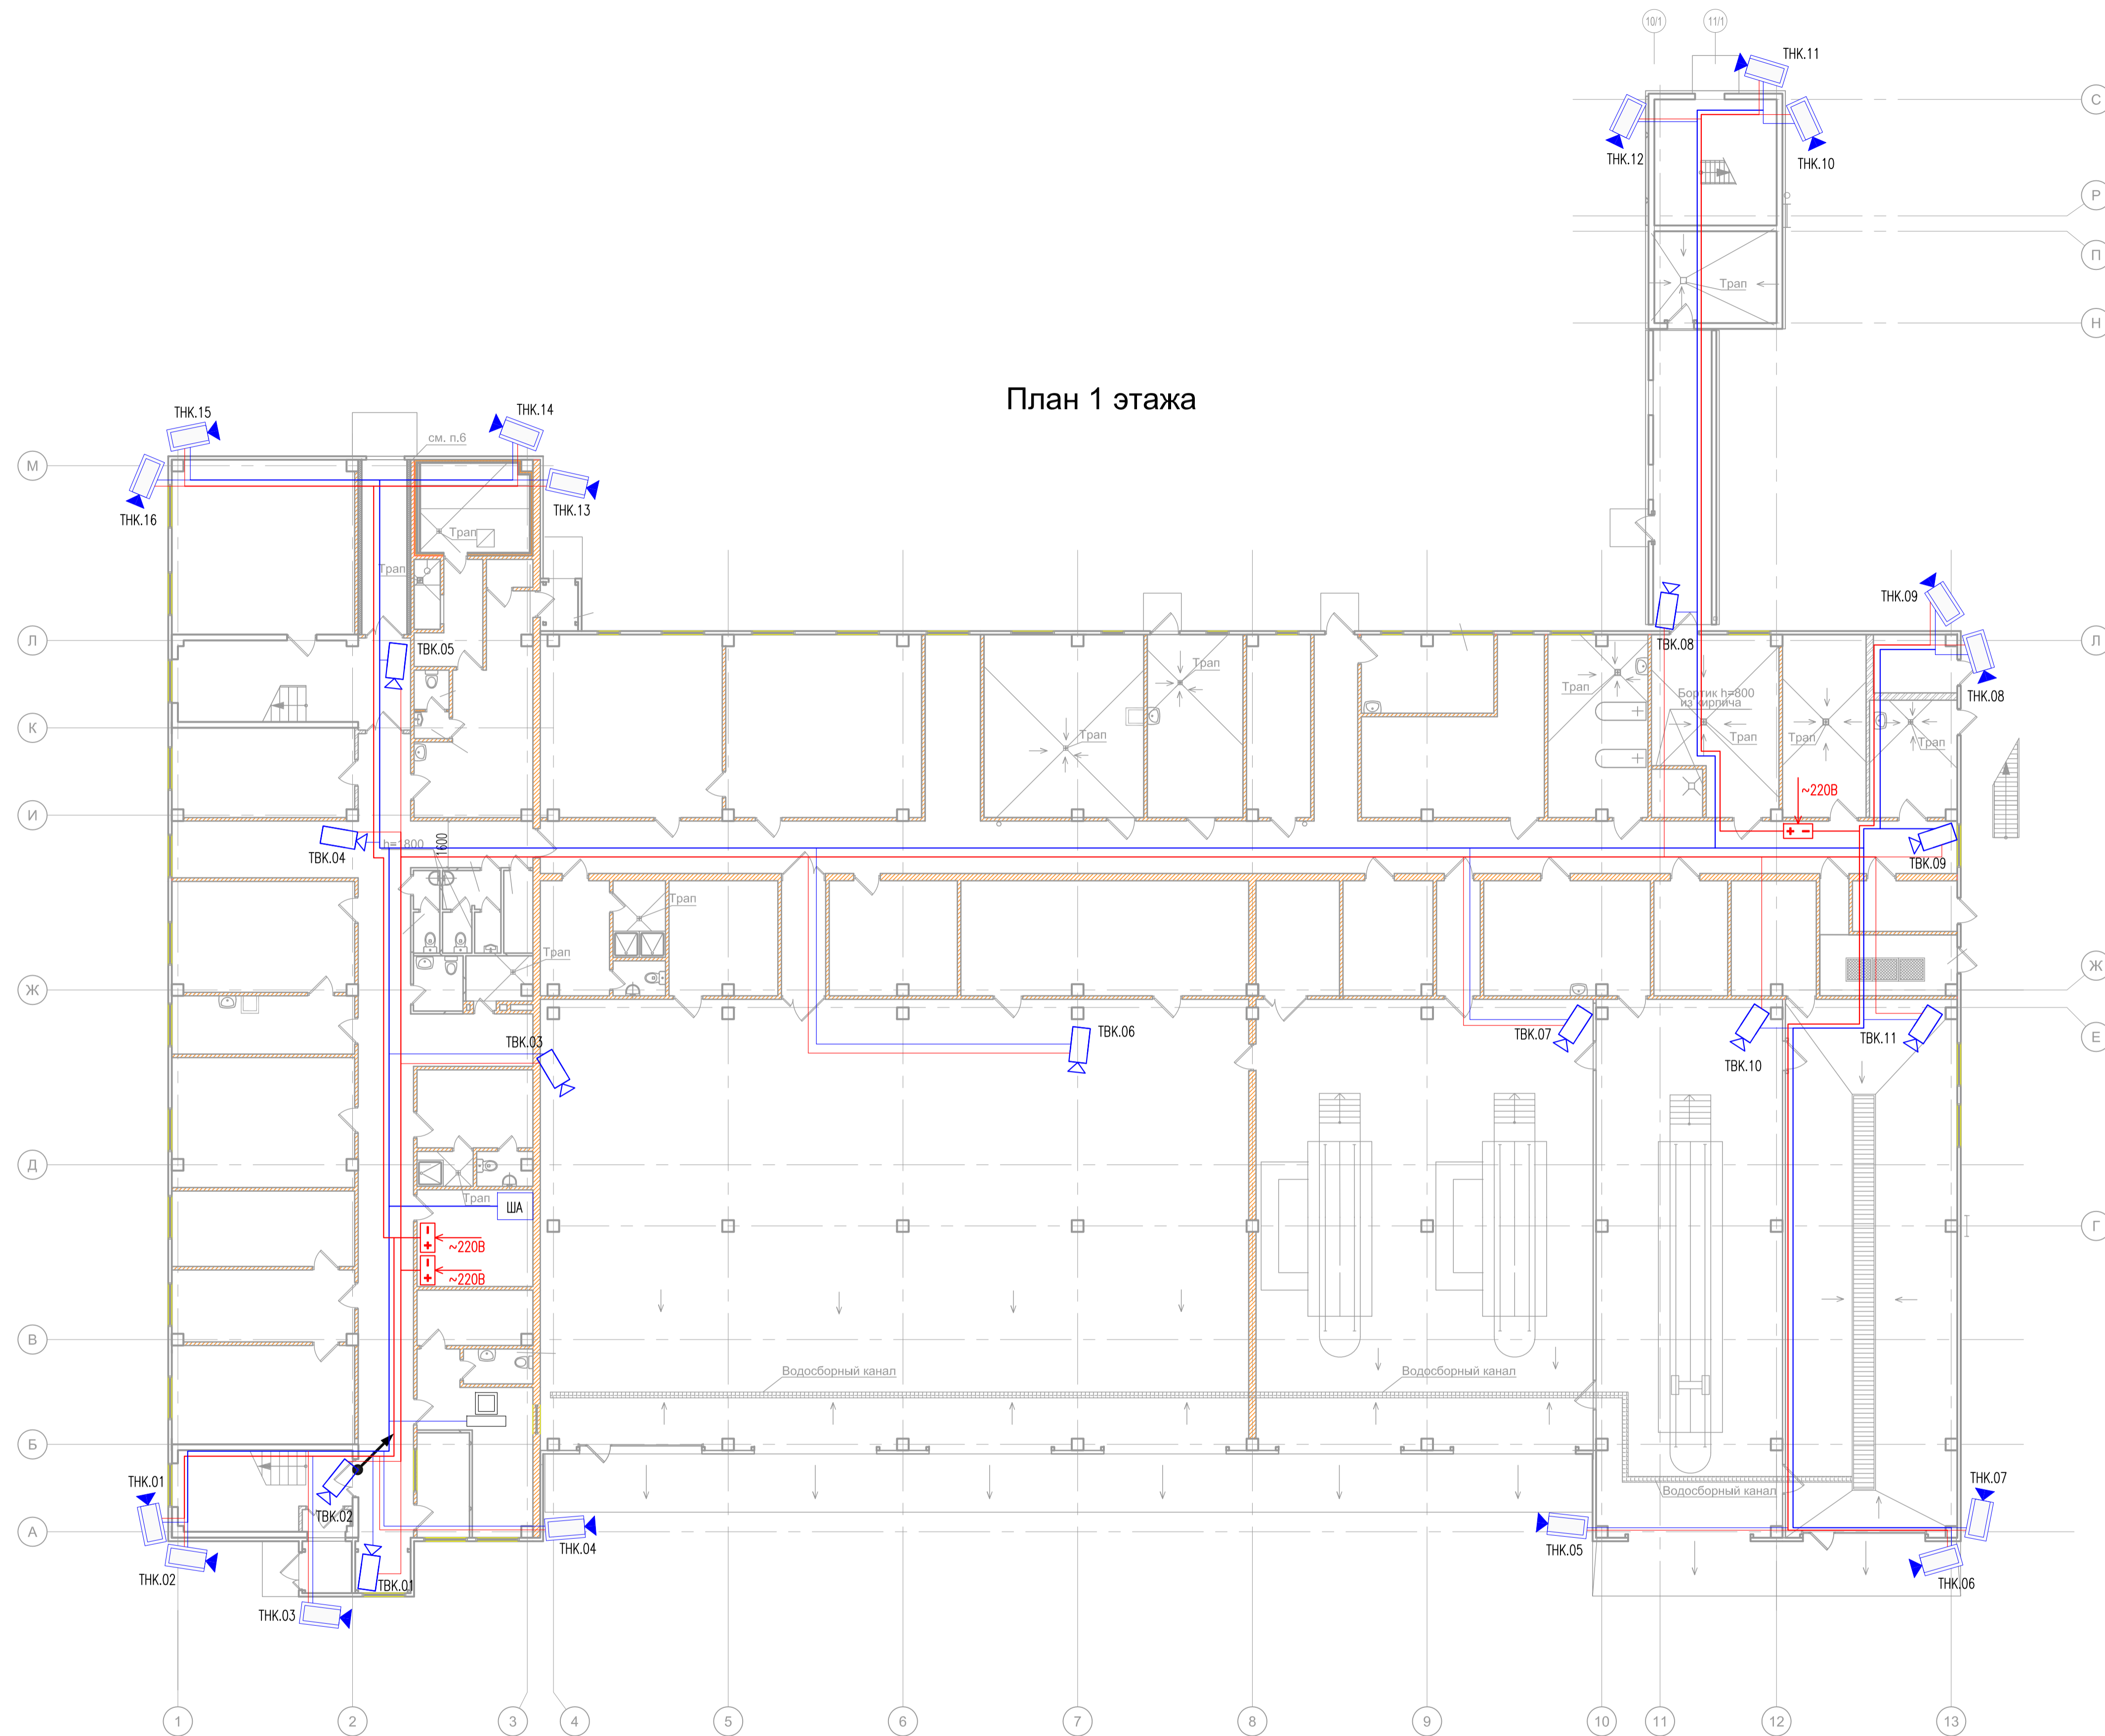 10/1
11/1
ТНК.11
С
ТНК.12
ТНК.10
Р
П
Трап
Н
План 1 этажа
ТНК.15
ТНК.14
см. п.6
М
ТНК.16
ТНК.13
Трап
Трап
ТНК.09
Л
ТВК.05
ТВК.08
Л
Трап
Трап
ТНК.08
Бортик h=800
из кирпича
К
Трап
Трап
Трап
Трап
~220В
И
h=1800
1600
ТВК.04
ТВК.09
Трап
Трап
Ж
Ж
ТВК.03
ТВК.06
ТВК.07
ТВК.10
ТВК.11
Е
Д
Трап
ША
Г
~220В
~220В
В
Водосборный канал
Водосборный канал
Б
ТНК.01
ТВК.02
Водосборный канал
ТНК.07
А
ТНК.04
ТНК.05
ТНК.02
ТВК.01
ТНК.06
ТНК.03
1
2
3
4
5
6
7
8
9
10
11
12
13